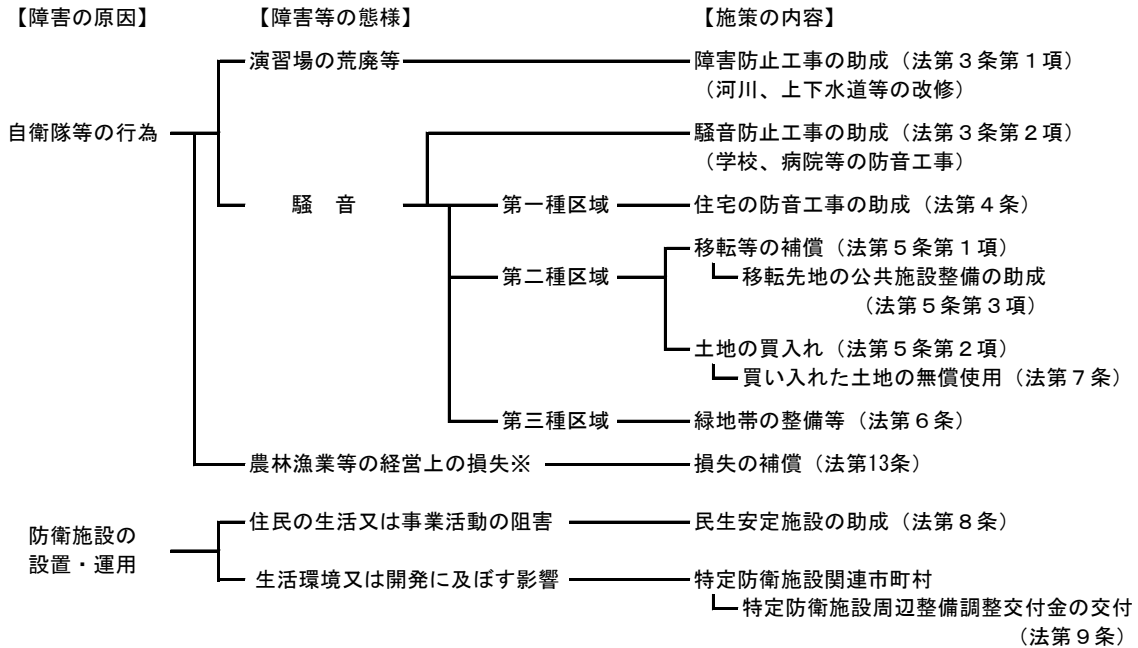 【障害の原因】 【障害等の態様】 【施策の内容】
演習場の荒廃等 障害防止工事の助成（法第３条第１項）
（河川、上下水道等の改修）
自衛隊等の行為 騒音防止工事の助成（法第３条第２項）
（学校、病院等の防音工事）
騒　音 第一種区域 住宅の防音工事の助成（法第４条）
移転等の補償（法第５条第１項）
第二種区域 移転先地の公共施設整備の助成
（法第５条第３項）
土地の買入れ（法第５条第２項）
買い入れた土地の無償使用（法第７条）
第三種区域 緑地帯の整備等（法第６条）
農林漁業等の経営上の損失※ 損失の補償（法第13条）
住民の生活又は事業活動の阻害 民生安定施設の助成（法第８条）
防衛施設の
設置・運用
生活環境又は開発に及ぼす影響 特定防衛施設関連市町村
特定防衛施設周辺整備調整交付金の交付
（法第９条）